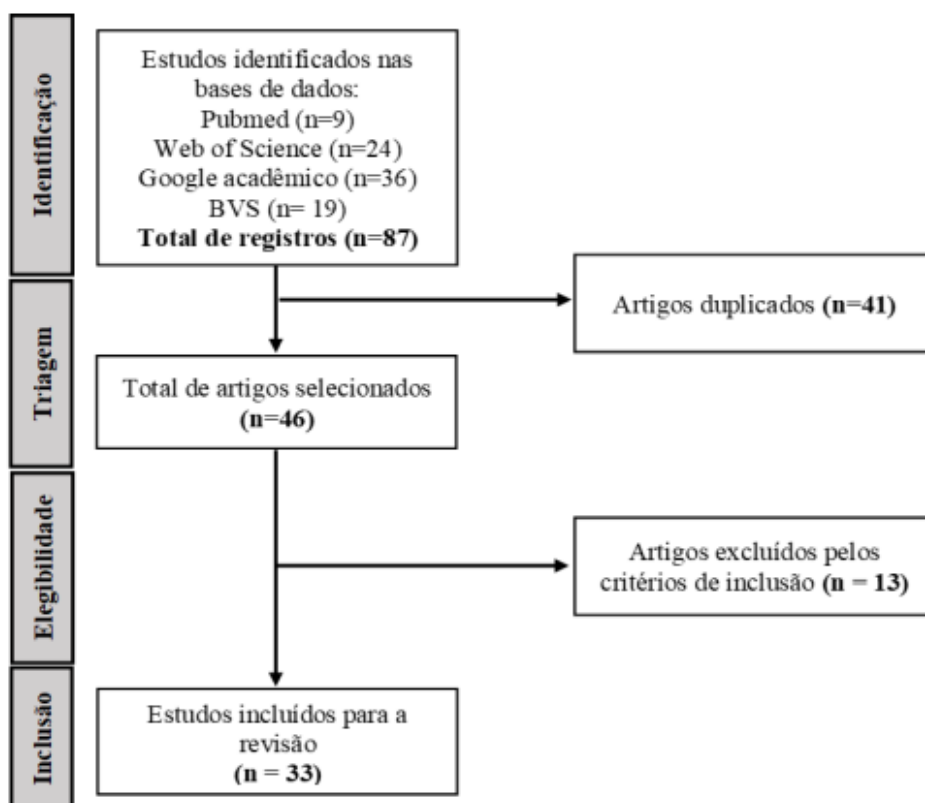 Identificação
Estudos identificados nas
bases de dados:
Pubmed (n=9)
Web of Science (n=24)
Google acadêmico (n=36)
BVS (n= 19)
Total de registros (n=87)
Triagem
Artigos duplicados (n=41)
Total de artigos selecionados
(n=46)
Elegibilidade
Artigos excluídos pelos
critérios de inclusão (n = 13)
Inclusão
Estudos incluídos para a
revisão
(n = 33)